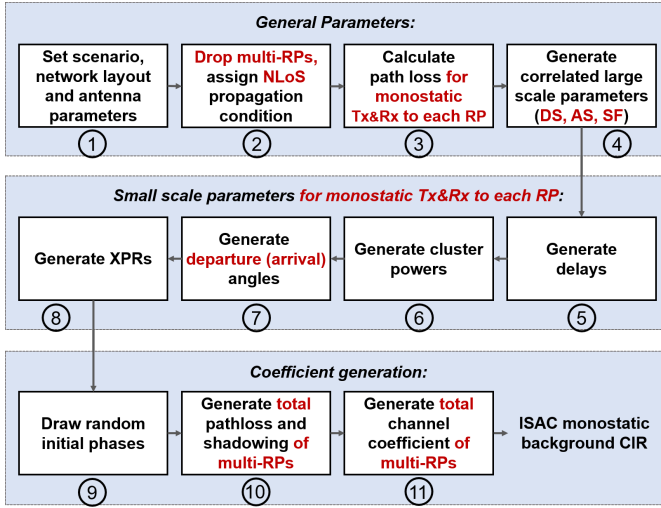 General Parameters:
Set scenario,
network layout
and antenna
parameters
1
Drop multi-RPs,
assign NLoS
propagation
condition
2
Calculate
path loss for
monostatic
Tx&Rx to each RP
3
Generate
correlated large
scale parameters
(DS, AS, SF)
4
Small scale parameters for monostatic Tx&Rx to each RP:
Generate XPRs
8
Generate
departure (arrival)
angles
7
Generate cluster
powers
6
Generate
delays
5
Coefficient generation:
Draw random
initial phases
9
Generate total
pathloss and
shadowing of
multi-RPs
10
Generate total
channel
coefficient of
multi-RPs
11
ISAC monostatic
background CIR